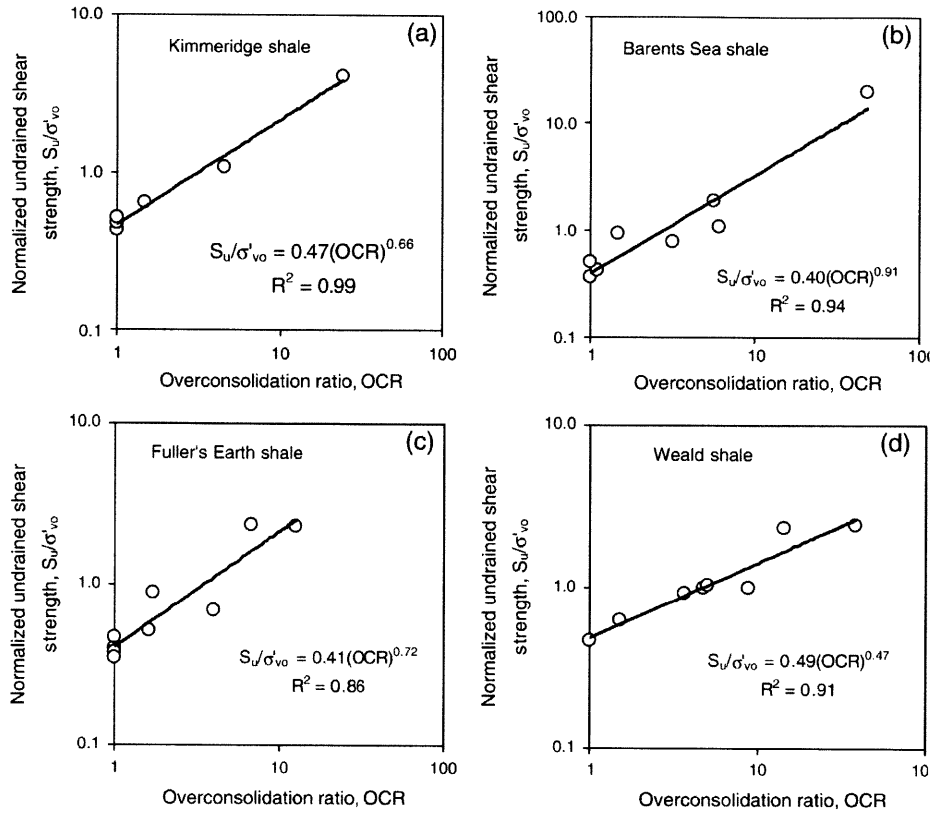 (a)
Kimmeridge shale
Normalized undrained shear
strength, Sᵤ/σ'ᵥₒ
10.0
1.0
0.1
Sᵤ/σ'ᵥₒ = 0.47(OCR)⁰·⁶⁶
R² = 0.99
1
10
100
Overconsolidation ratio, OCR
(b)
Barents Sea shale
Normalized undrained shear
strength, Sᵤ/σ'ᵥₒ
100.0
10.0
1.0
0.1
Sᵤ/σ'ᵥₒ = 0.40(OCR)⁰·⁹¹
R² = 0.94
1
10
100
Overconsolidation ratio, OCR
(c)
Fuller's Earth shale
Normalized undrained shear
strength, Sᵤ/σ'ᵥₒ
10.0
1.0
0.1
Sᵤ/σ'ᵥₒ = 0.41(OCR)⁰·⁷²
R² = 0.86
1
10
100
Overconsolidation ratio, OCR
(d)
Weald shale
Normalized undrained shear
strength, Sᵤ/σ'ᵥₒ
10.0
1.0
0.1
Sᵤ/σ'ᵥₒ = 0.49(OCR)⁰·⁴⁷
R² = 0.91
1
10
100
Overconsolidation ratio, OCR